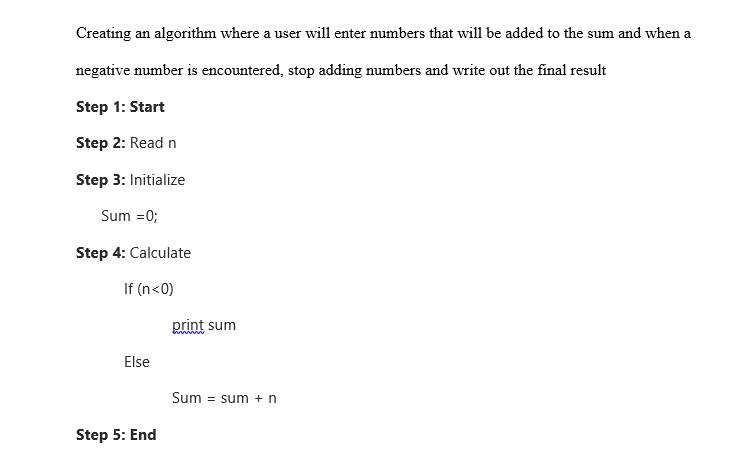 Creating an algorithm where a user will enter numbers that will be added to the sum and when a
negative number is encountered, stop adding numbers and write out the final result
Step 1: Start
Step 2: Read n
Step 3: Initialize
Sum =0;
Step 4: Calculate
If (n<0)
print sum
Else
Sum = sum + n
Step 5: End